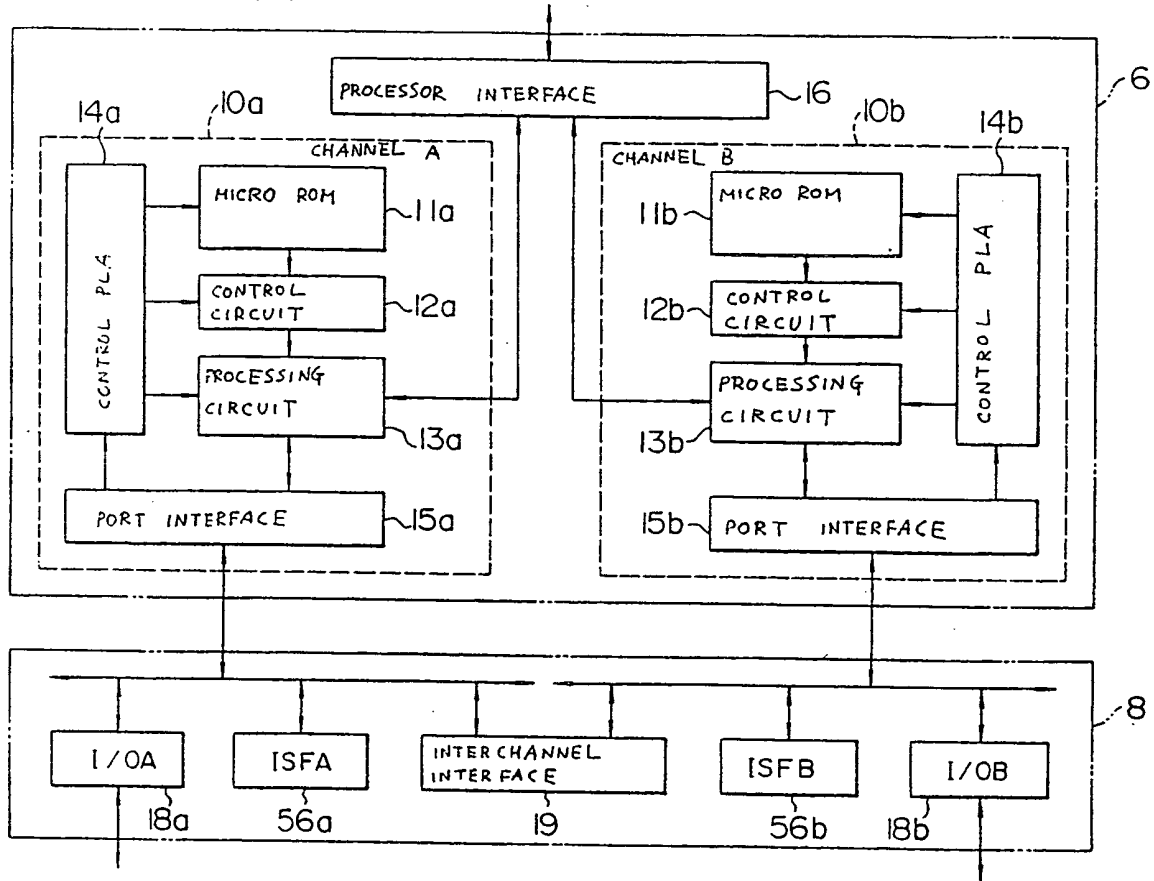 PROCESSOR INTERFACE
16
6
14a
10a
CHANNEL A
MICRO ROM
11a
CONTROL
CIRCUIT
12a
PROCESSING
CIRCUIT
13a
CONTROL PLA
PORT INTERFACE
15a
10b
14b
CHANNEL B
MICRO ROM
11b
CONTROL
CIRCUIT
12b
PROCESSING
CIRCUIT
13b
CONTROL PLA
PORT INTERFACE
15b
8
I/OA
18a
ISFA
56a
INTERCHANNEL
INTERFACE
19
ISFB
56b
I/OB
18b